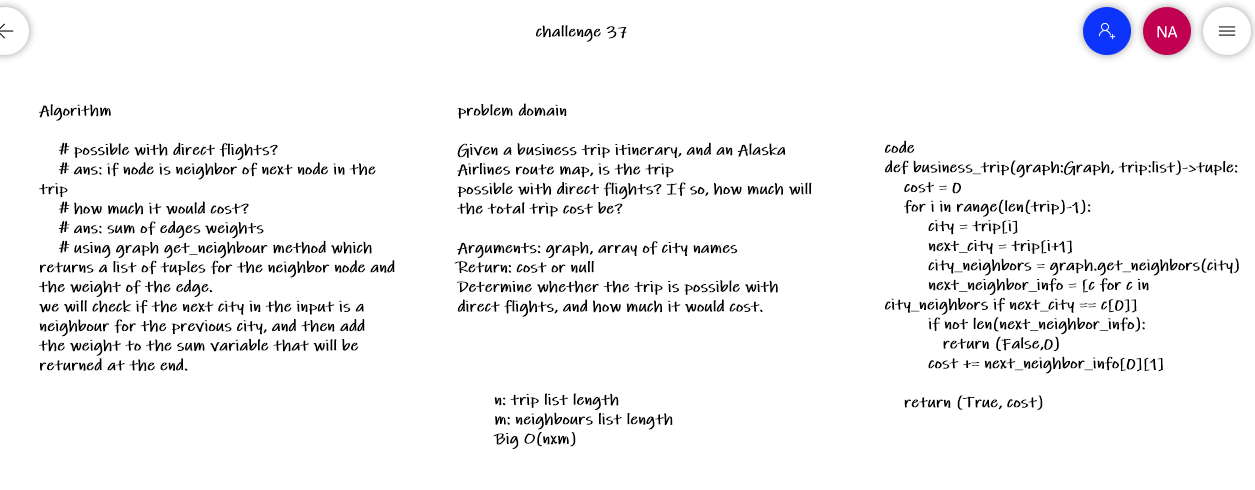 challenge 37
NA
Algorithm
# possible with direct flights?
# ans: if node is neighbor of next node in the
trip
# how much it would cost?
# ans: sum of edges weights
# using graph get_neighbour method which
returns a list of tuples for the neighbor node and
the weight of the edge.
we will check if the next city in the input is a
neighbour for the previous city, and then add
the weight to the sum variable that will be
returned at the end.
problem domain
Given a business trip itinerary, and an Alaska
Airlines route map, is the trip
possible with direct flights? If so, how much will
the total trip cost be?
Arguments: graph, array of city names
Return: cost or null
Determine whether the trip is possible with
direct flights, and how much it would cost.
n: trip list length
m: neighbours list length
Big O(nxm)
code
def business_trip(graph:Graph, trip:list)->tuple:
cost = 0
for i in range(len(trip)-1):
city = trip[i]
next_city = trip[i+1]
city_neighbors = graph.get_neighbors(city)
next_neighbor_info = [c for c in
city_neighbors if next_city == c[0]]
if not len(next_neighbor_info):
return (False,0)
cost += next_neighbor_info[0][1]
return (True, cost)